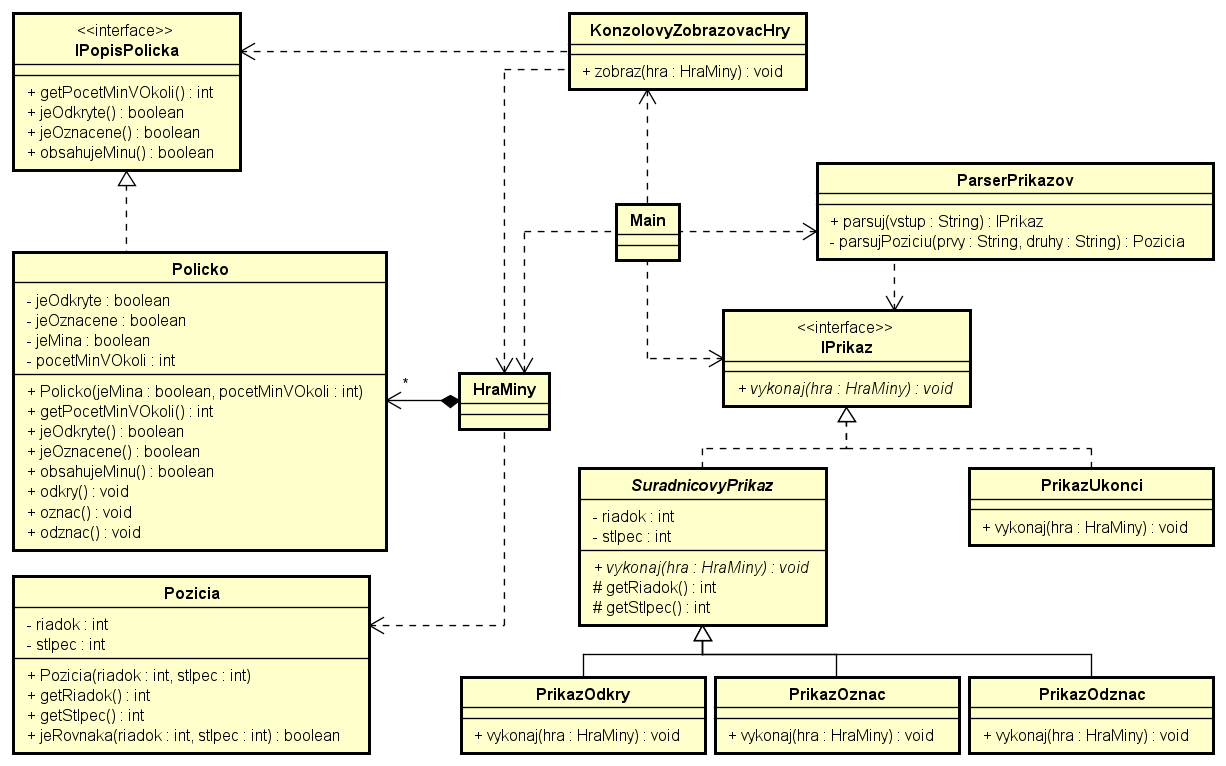 <<interface>>
IPopisPolicka
+ getPocetMinVOkoli() : int
+ jeOdkryte() : boolean
+ jeOznacene() : boolean
+ obsahujeMinu() : boolean
KonzolovyZobrazovacHry
+ zobraz(hra : HraMiny) : void
Main
ParserPrikazov
+ parsuj(vstup : String) : IPrikaz
- parsujPoziciu(prvy : String, druhy : String) : Pozicia
Policko
- jeOdkryte : boolean
- jeOznacene : boolean
- jeMina : boolean
- pocetMinVOkoli : int
+ Policko(jeMina : boolean, pocetMinVOkoli : int)
+ getPocetMinVOkoli() : int
+ jeOdkryte() : boolean
+ jeOznacene() : boolean
+ obsahujeMinu() : boolean
+ odkry() : void
+ oznac() : void
+ odznac() : void
*
HraMiny
<<interface>>
IPrikaz
+ vykonaj(hra : HraMiny) : void
SuradnicovyPrikaz
- riadok : int
- stlpec : int
+ vykonaj(hra : HraMiny) : void
# getRiadok() : int
# getStlpec() : int
PrikazUkonci
+ vykonaj(hra : HraMiny) : void
Pozicia
- riadok : int
- stlpec : int
+ Pozicia(riadok : int, stlpec : int)
+ getRiadok() : int
+ getStlpec() : int
+ jeRovnaka(riadok : int, stlpec : int) : boolean
PrikazOdkry
+ vykonaj(hra : HraMiny) : void
PrikazOznac
+ vykonaj(hra : HraMiny) : void
PrikazOdznac
+ vykonaj(hra : HraMiny) : void